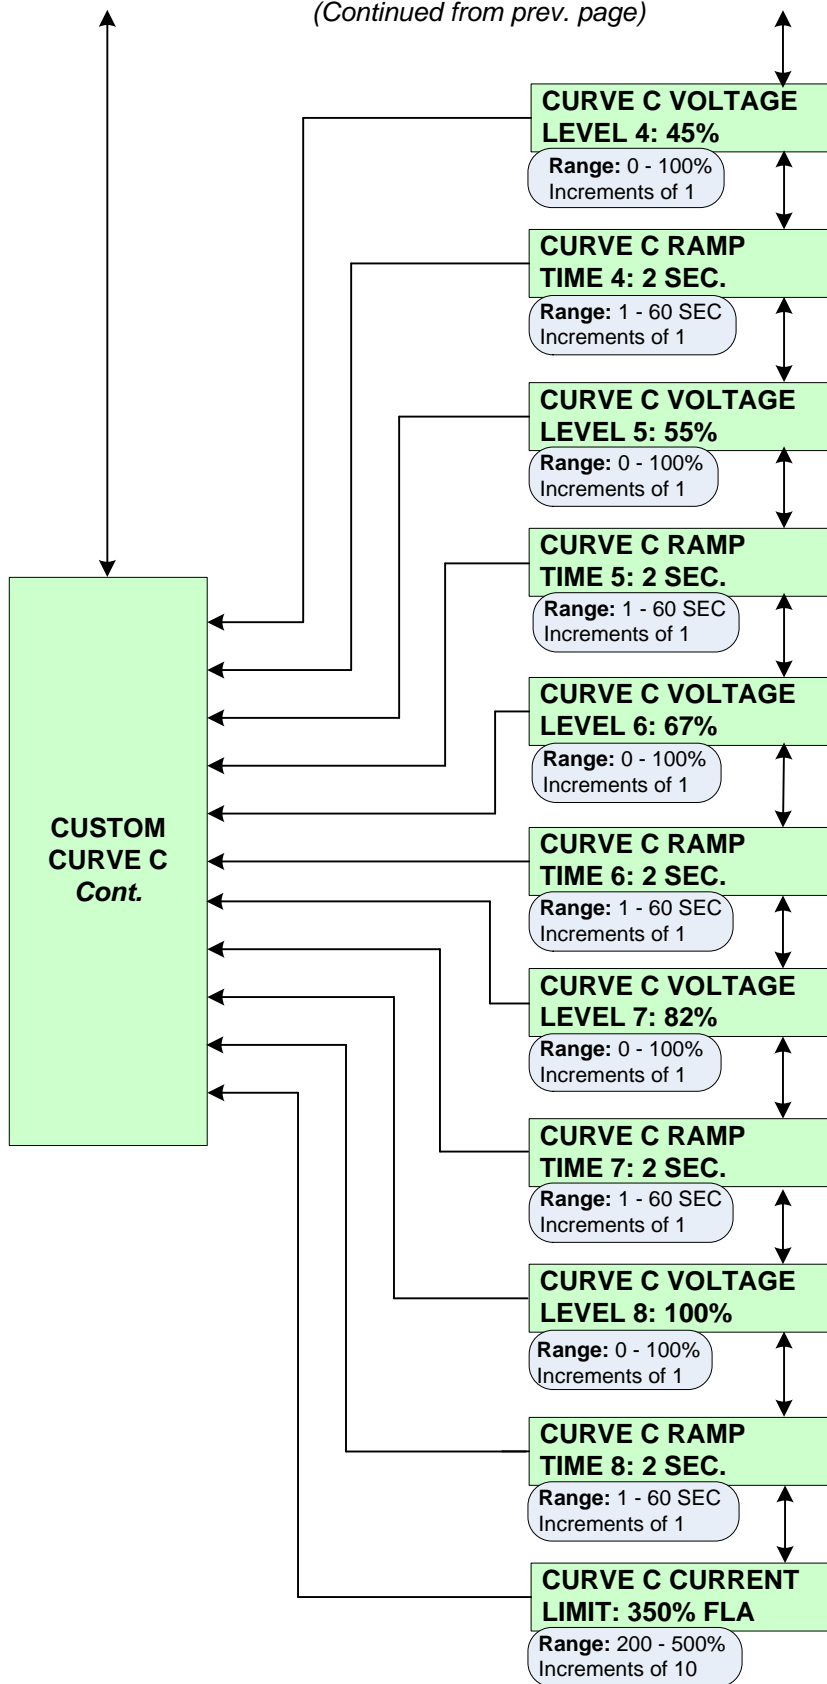 (Continued from prev. page)
CURVE C VOLTAGE
LEVEL 4: 45%
Range: 0 - 100%
Increments of 1
CURVE C RAMP
TIME 4: 2 SEC.
Range: 1 - 60 SEC
Increments of 1
CURVE C VOLTAGE
LEVEL 5: 55%
Range: 0 - 100%
Increments of 1
CURVE C RAMP
TIME 5: 2 SEC.
Range: 1 - 60 SEC
Increments of 1
CURVE C VOLTAGE
LEVEL 6: 67%
Range: 0 - 100%
Increments of 1
CUSTOM
CURVE C
Cont.
CURVE C RAMP
TIME 6: 2 SEC.
Range: 1 - 60 SEC
Increments of 1
CURVE C VOLTAGE
LEVEL 7: 82%
Range: 0 - 100%
Increments of 1
CURVE C RAMP
TIME 7: 2 SEC.
Range: 1 - 60 SEC
Increments of 1
CURVE C VOLTAGE
LEVEL 8: 100%
Range: 0 - 100%
Increments of 1
CURVE C RAMP
TIME 8: 2 SEC.
Range: 1 - 60 SEC
Increments of 1
CURVE C CURRENT
LIMIT: 350% FLA
Range: 200 - 500%
Increments of 10